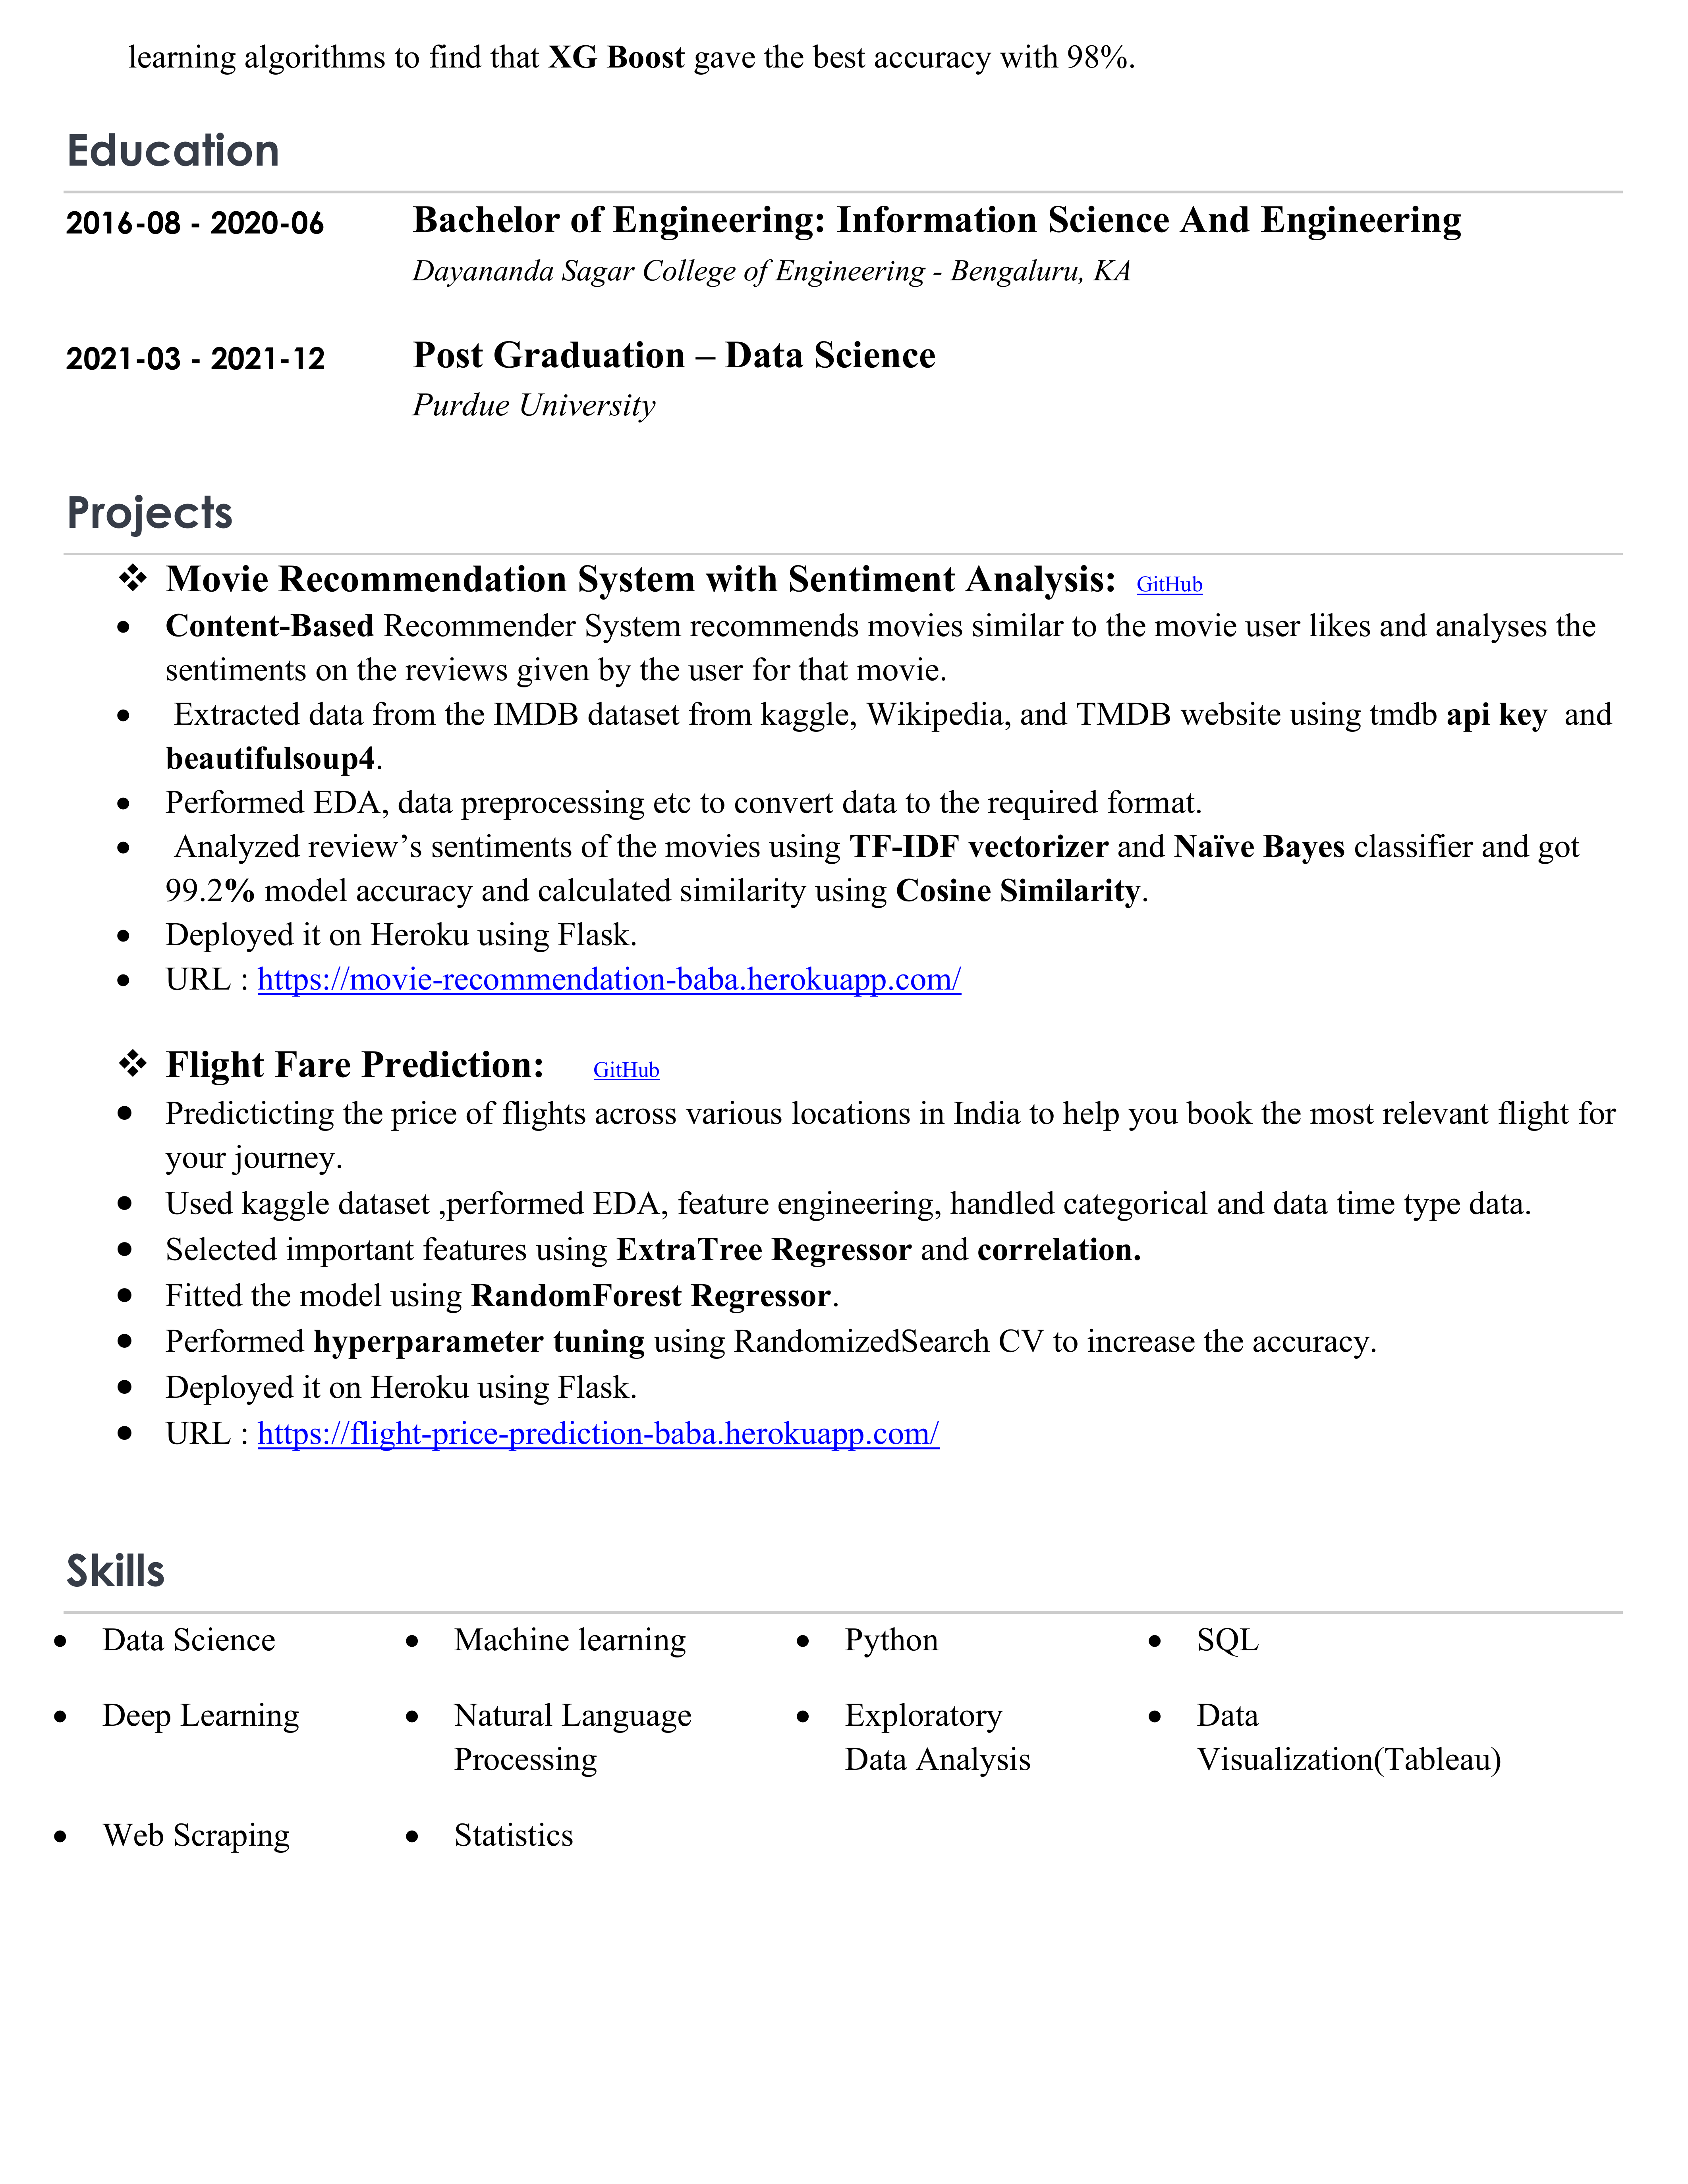 learning algorithms to find that XG Boost gave the best accuracy with 98%.
Education
2016-08 - 2020-06 Bachelor of Engineering: Information Science And Engineering
Dayananda Sagar College of Engineering - Bengaluru, KA
2021-03 - 2021-12 Post Graduation – Data Science
Purdue University
Projects
❖ Movie Recommendation System with Sentiment Analysis: GitHub
• Content-Based Recommender System recommends movies similar to the movie user likes and analyses the
sentiments on the reviews given by the user for that movie.
• Extracted data from the IMDB dataset from kaggle, Wikipedia, and TMDB website using tmdb api key and
beautifulsoup4.
• Performed EDA, data preprocessing etc to convert data to the required format.
• Analyzed review’s sentiments of the movies using TF-IDF vectorizer and Naïve Bayes classifier and got
99.2% model accuracy and calculated similarity using Cosine Similarity.
• Deployed it on Heroku using Flask.
• URL : https://movie-recommendation-baba.herokuapp.com/
❖ Flight Fare Prediction: GitHub
• Predicticting the price of flights across various locations in India to help you book the most relevant flight for
your journey.
• Used kaggle dataset ,performed EDA, feature engineering, handled categorical and data time type data.
• Selected important features using ExtraTree Regressor and correlation.
• Fitted the model using RandomForest Regressor.
• Performed hyperparameter tuning using RandomizedSearch CV to increase the accuracy.
• Deployed it on Heroku using Flask.
• URL : https://flight-price-prediction-baba.herokuapp.com/
Skills
• Data Science • Machine learning • Python • SQL
• Deep Learning • Natural Language • Exploratory • Data
Processing Data Analysis Visualization(Tableau)
• Web Scraping • Statistics